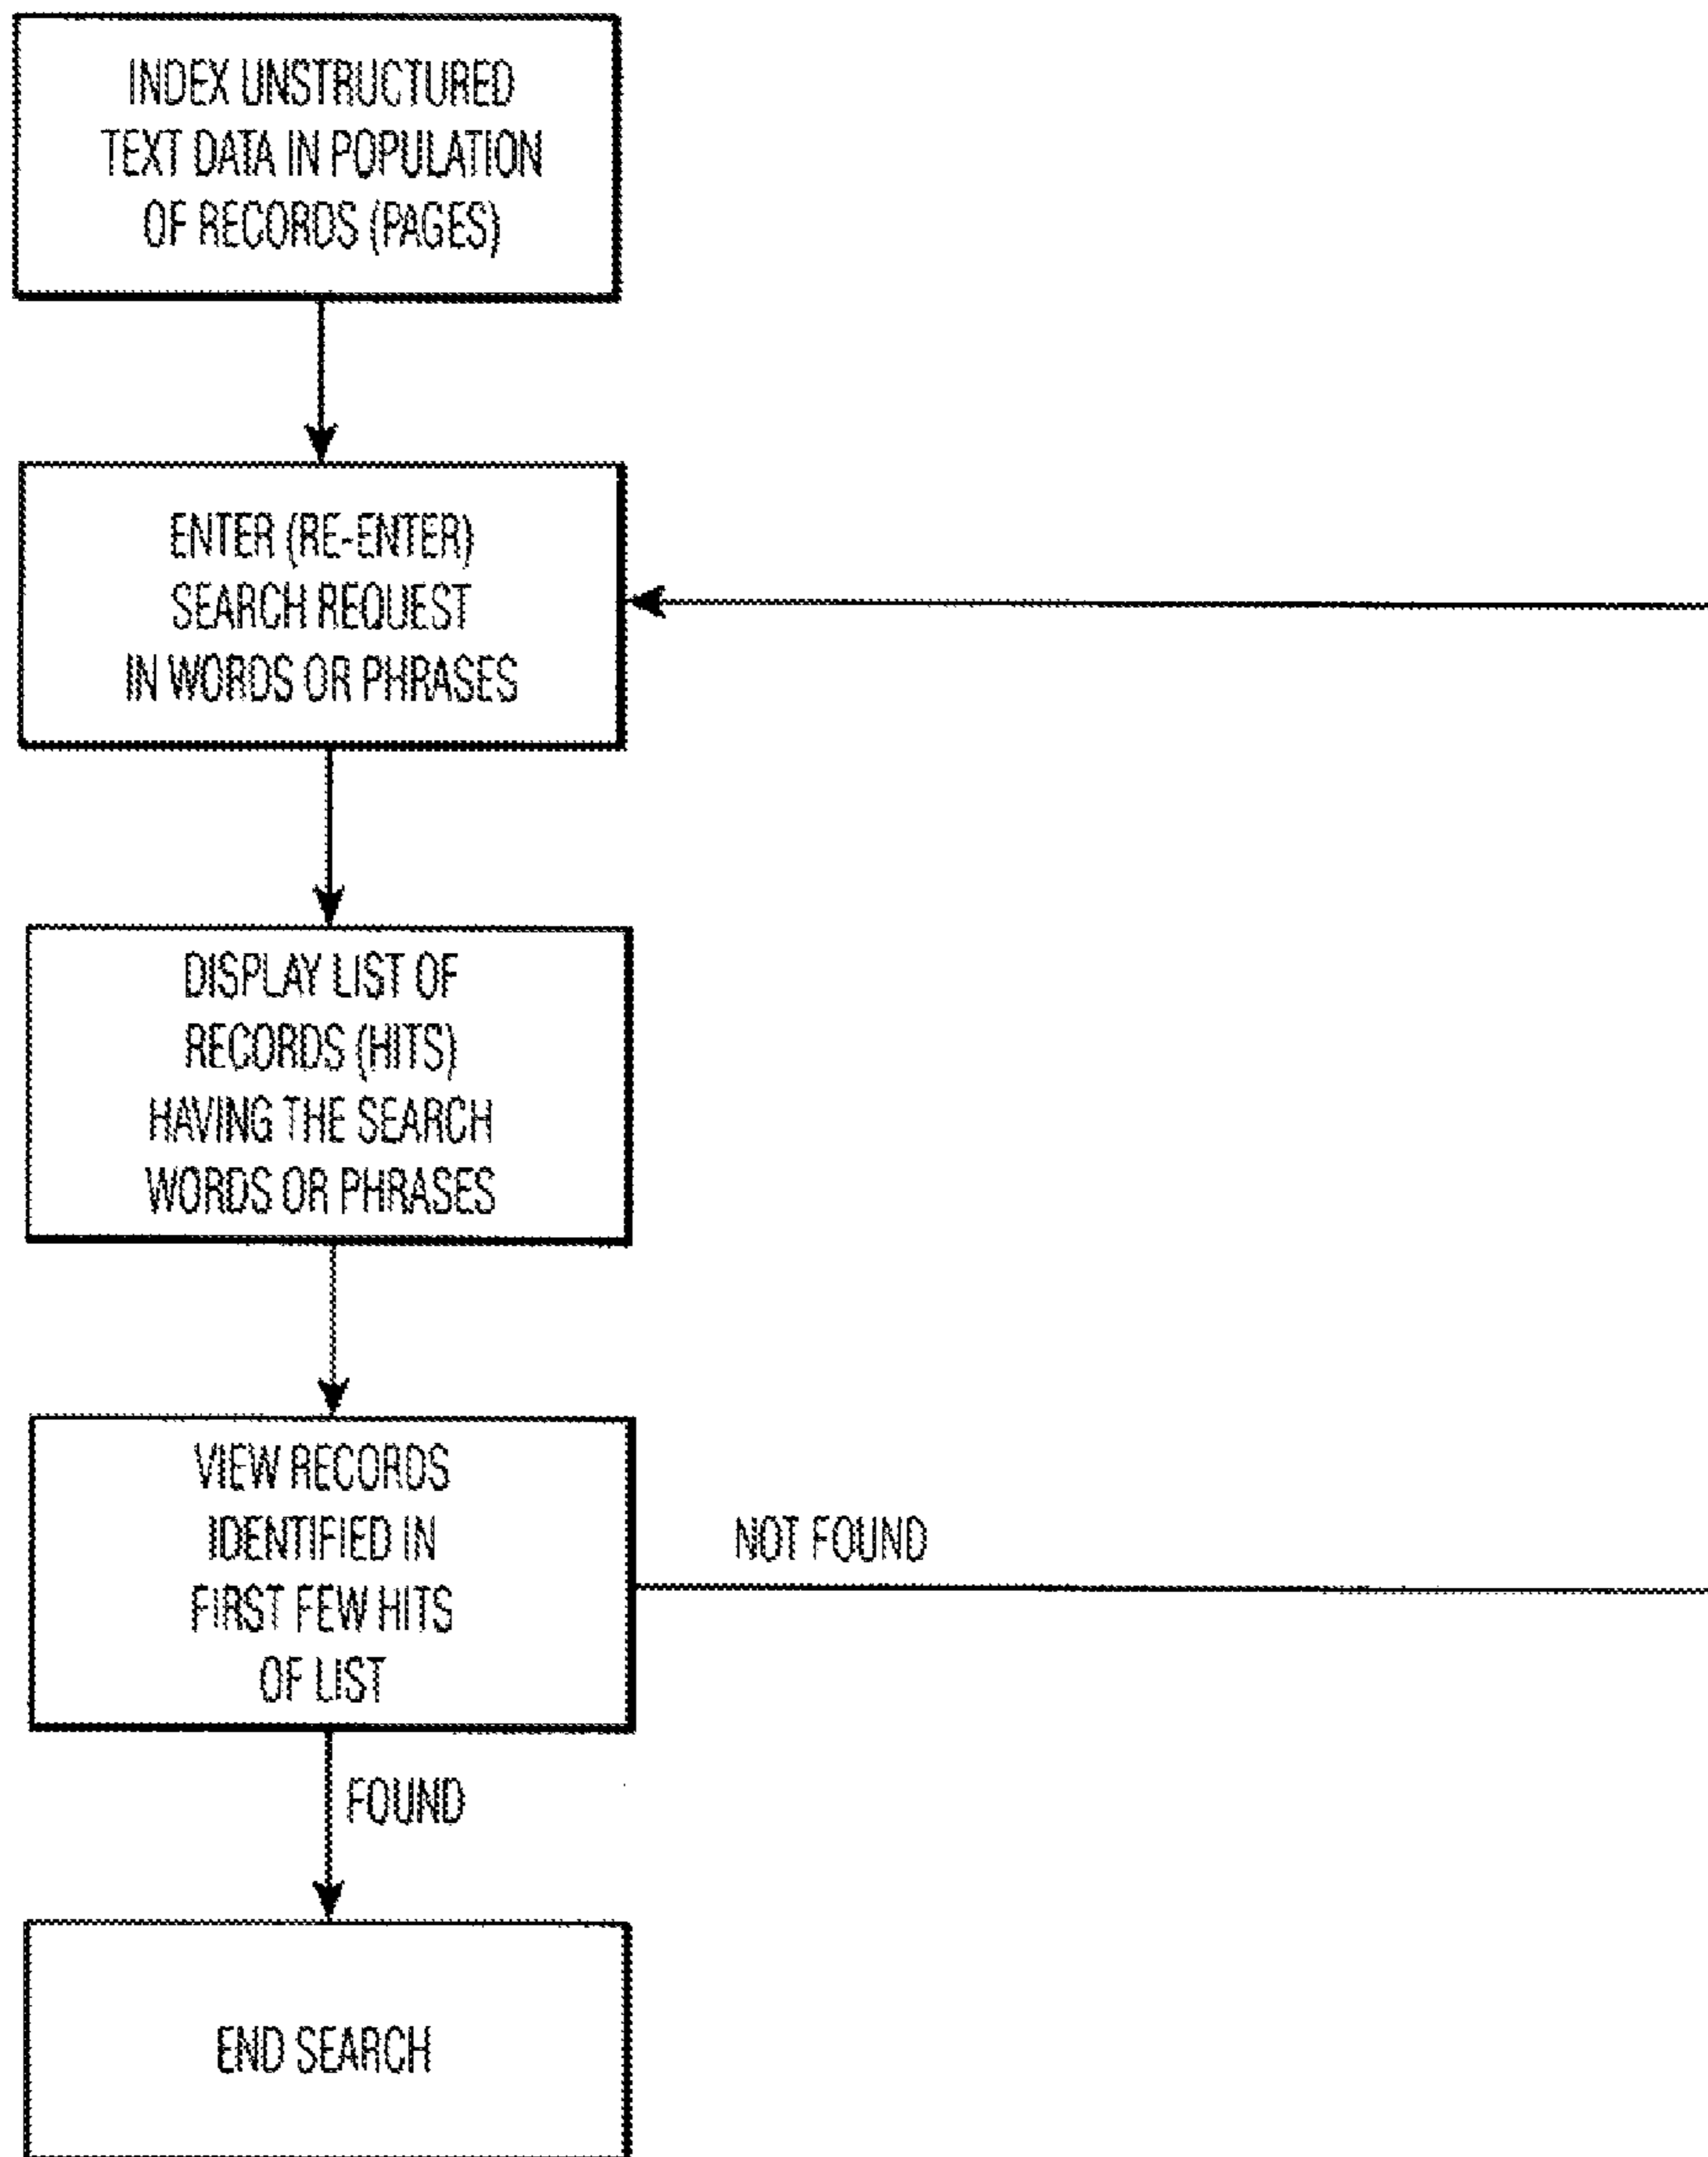 INDEX UNSTRUCTURED
TEXT DATA IN POPULATION
OF RECORDS (PAGES)
ENTER (RE-ENTER)
SEARCH REQUEST
IN WORDS OR PHRASES
DISPLAY LIST OF
RECORDS (HITS)
HAVING THE SEARCH
WORDS OR PHRASES
VIEW RECORDS
IDENTIFIED IN
FIRST FEW HITS
OF LIST
NOT FOUND
FOUND
END SEARCH